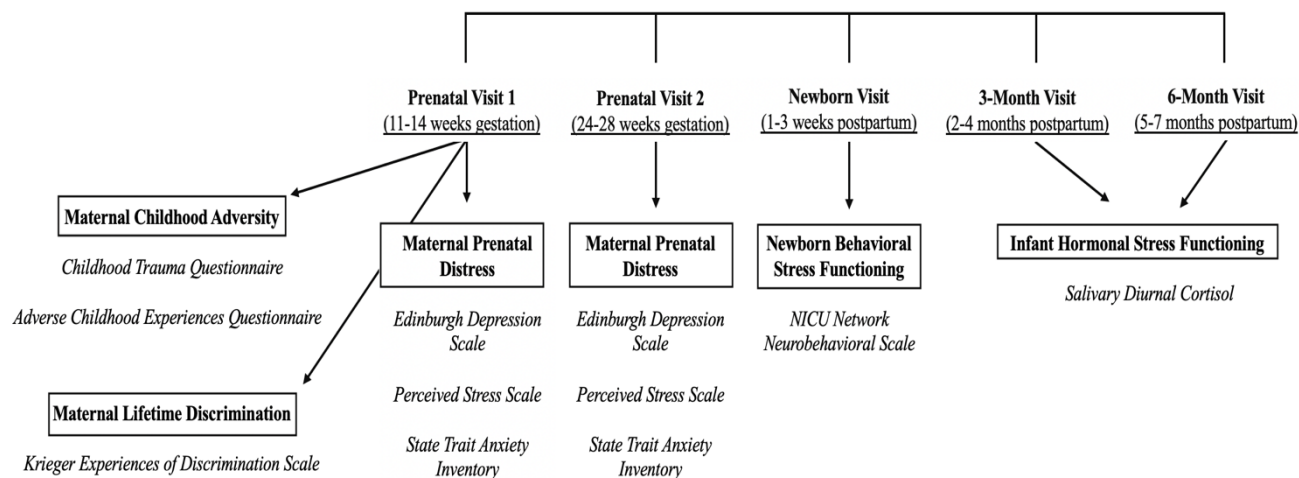 Prenatal Visit 1
(11-14 weeks gestation)
Prenatal Visit 2
(24-28 weeks gestation)
Newborn Visit
(1-3 weeks postpartum)
3-Month Visit
(2-4 months postpartum)
6-Month Visit
(5-7 months postpartum)
Maternal Childhood Adversity
Childhood Trauma Questionnaire
Adverse Childhood Experiences Questionnaire
Maternal Lifetime Discrimination
Krieger Experiences of Discrimination Scale
Maternal Prenatal
Distress
Edinburgh Depression
Scale
Perceived Stress Scale
State Trait Anxiety
Inventory
Maternal Prenatal
Distress
Edinburgh Depression
Scale
Perceived Stress Scale
State Trait Anxiety
Inventory
Newborn Behavioral
Stress Functioning
NICU Network
Neurobehavioral Scale
Infant Hormonal Stress Functioning
Salivary Diurnal Cortisol